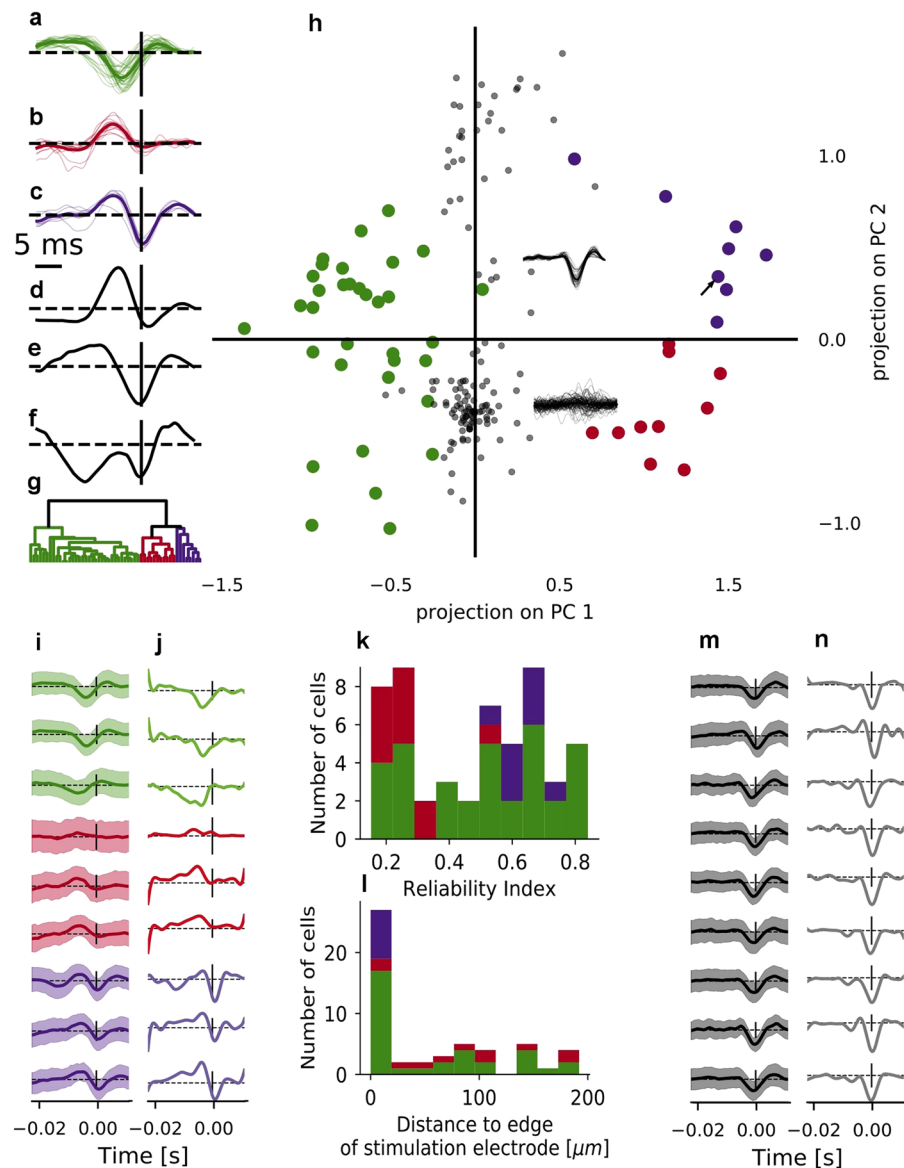 a
h
b
c
5 ms
d
e
f
g
1.0
0.0
−1.0
projection on PC 2
−1.5
−0.5
0.5
1.5
projection on PC 1
i
j
k
m
n
Number of cells
8
6
4
2
0
0.2
0.4
0.6
0.8
Reliability Index
l
Number of cells
20
10
0
0
100
200
Distance to edge
of stimulation electrode [µm]
−0.02
0.00
−0.02
0.00
Time [s]
−0.02
0.00
−0.02
0.00
Time [s]